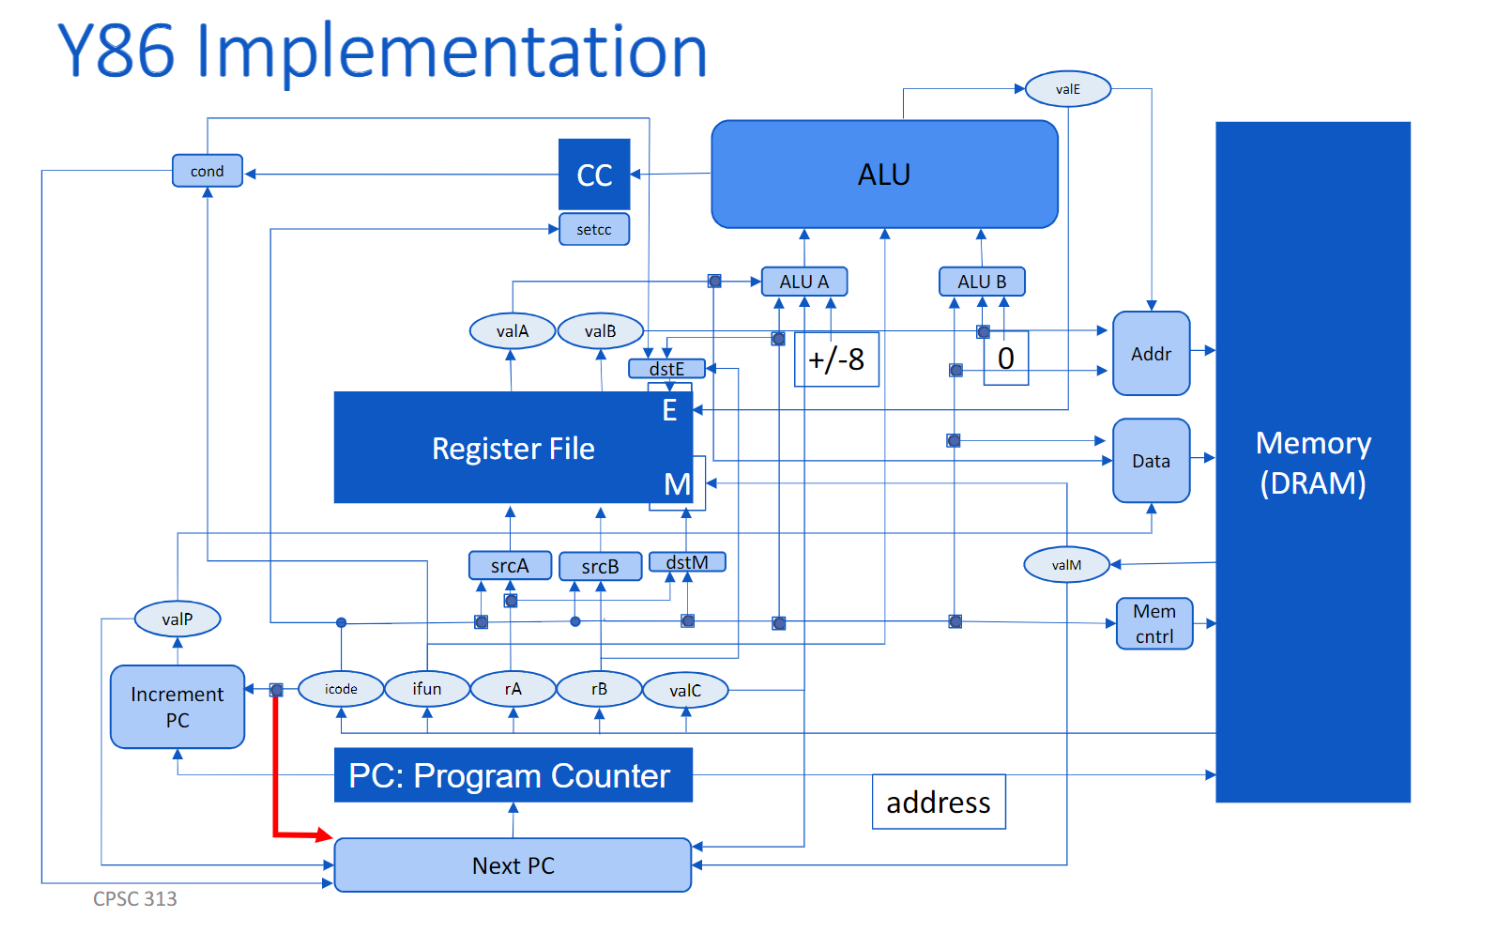 Y86 Implementation
valE
ALU
CC
cond
setcc
ALU A
ALU B
valA
valB
+/-8
0
Addr
dstE
E
Register File
M
Data
Memory
(DRAM)
srcA
srcB
dstM
valM
valP
Mem
cntrl
Increment
PC
icode
ifun
rA
rB
valC
PC: Program Counter
address
Next PC
CPSC 313